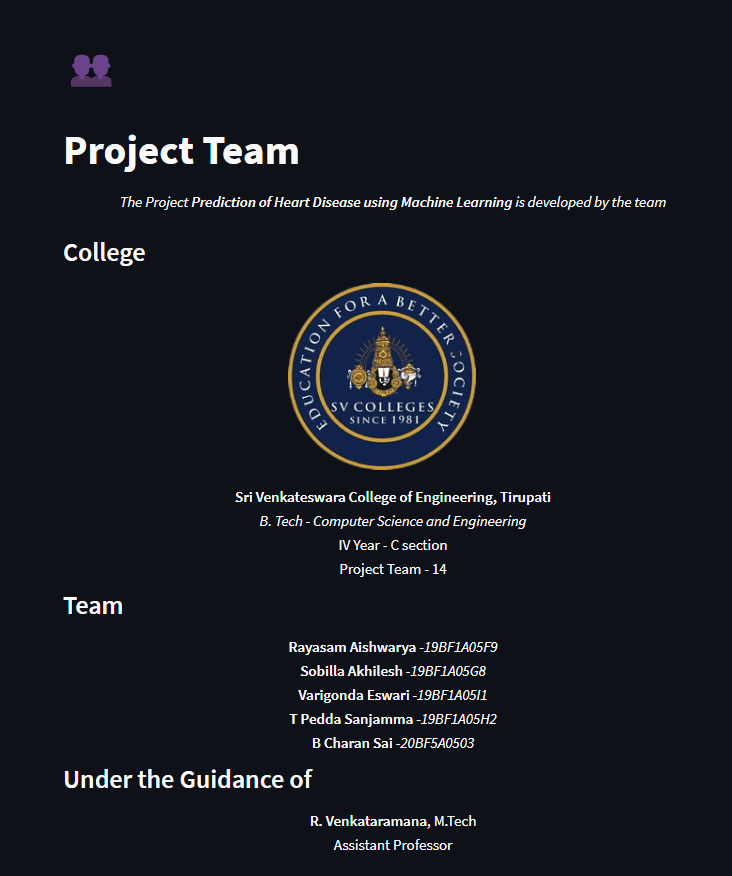 Project Team
The Project Prediction of Heart Disease using Machine Learning is developed by the team
College
EDUCATION FOR A BETTER SOCIETY
SV COLLEGES
SINCE 1981
Sri Venkateswara College of Engineering, Tirupati
B. Tech - Computer Science and Engineering
IV Year - C section
Project Team - 14
Team
Rayasam Aishwarya -19BF1A05F9
Sobilla Akhilesh -19BF1A05G8
Varigonda Eswari -19BF1A05I1
T Pedda Sanjamma -19BF1A05H2
B Charan Sai -20BF5A0503
Under the Guidance of
R. Venkataramana, M.Tech
Assistant Professor